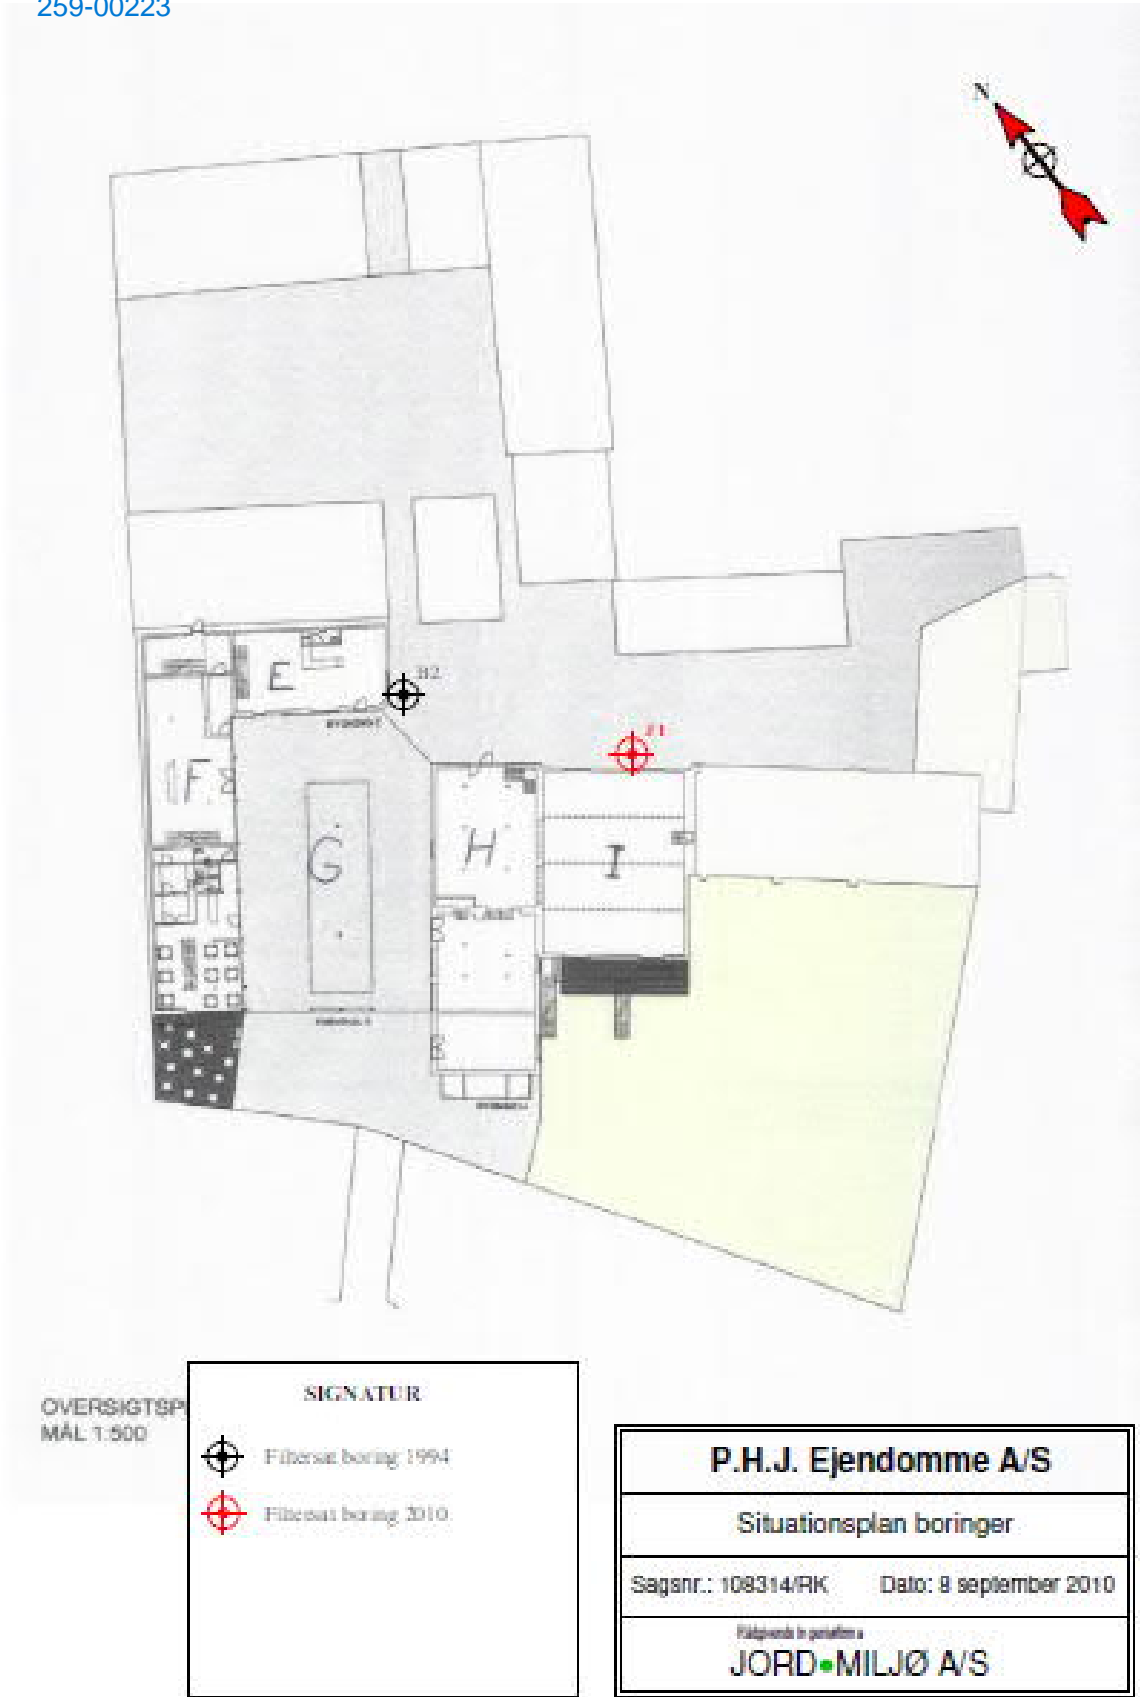 259-00223
N
E
B2
F
G
H
I
OVERSIGTSP
MÅL 1:500
SIGNATUR
Filtersat boring 1994
Filtersat boring 2010
P.H.J. Ejendomme A/S
Situationsplan boringer
Sagsnr.: 108314/RK Dato: 8 september 2010
JORD•MILJØ A/S